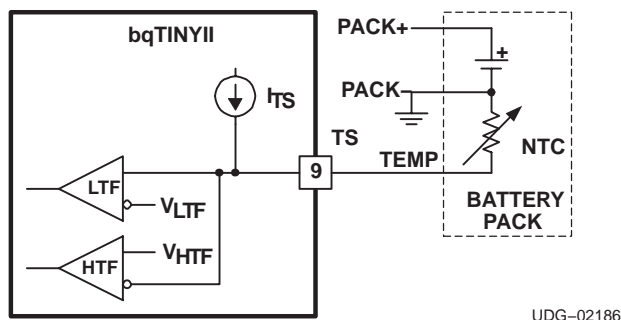 bqTINYII
PACK+
+
ITS
PACK−
TS
9
TEMP
NTC
LTF
VLTF
BATTERY
PACK
HTF
VHTF
UDG−02186